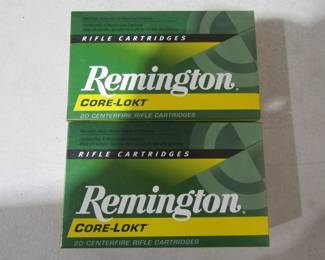 RIFLE CARTRIDGES
Remington®
CORE-LOKT®
20 CENTERFIRE RIFLE CARTRIDGES
RIFLE CARTRIDGES
Remington®
CORE-LOKT®
20 CENTERFIRE RIFLE CARTRIDGES